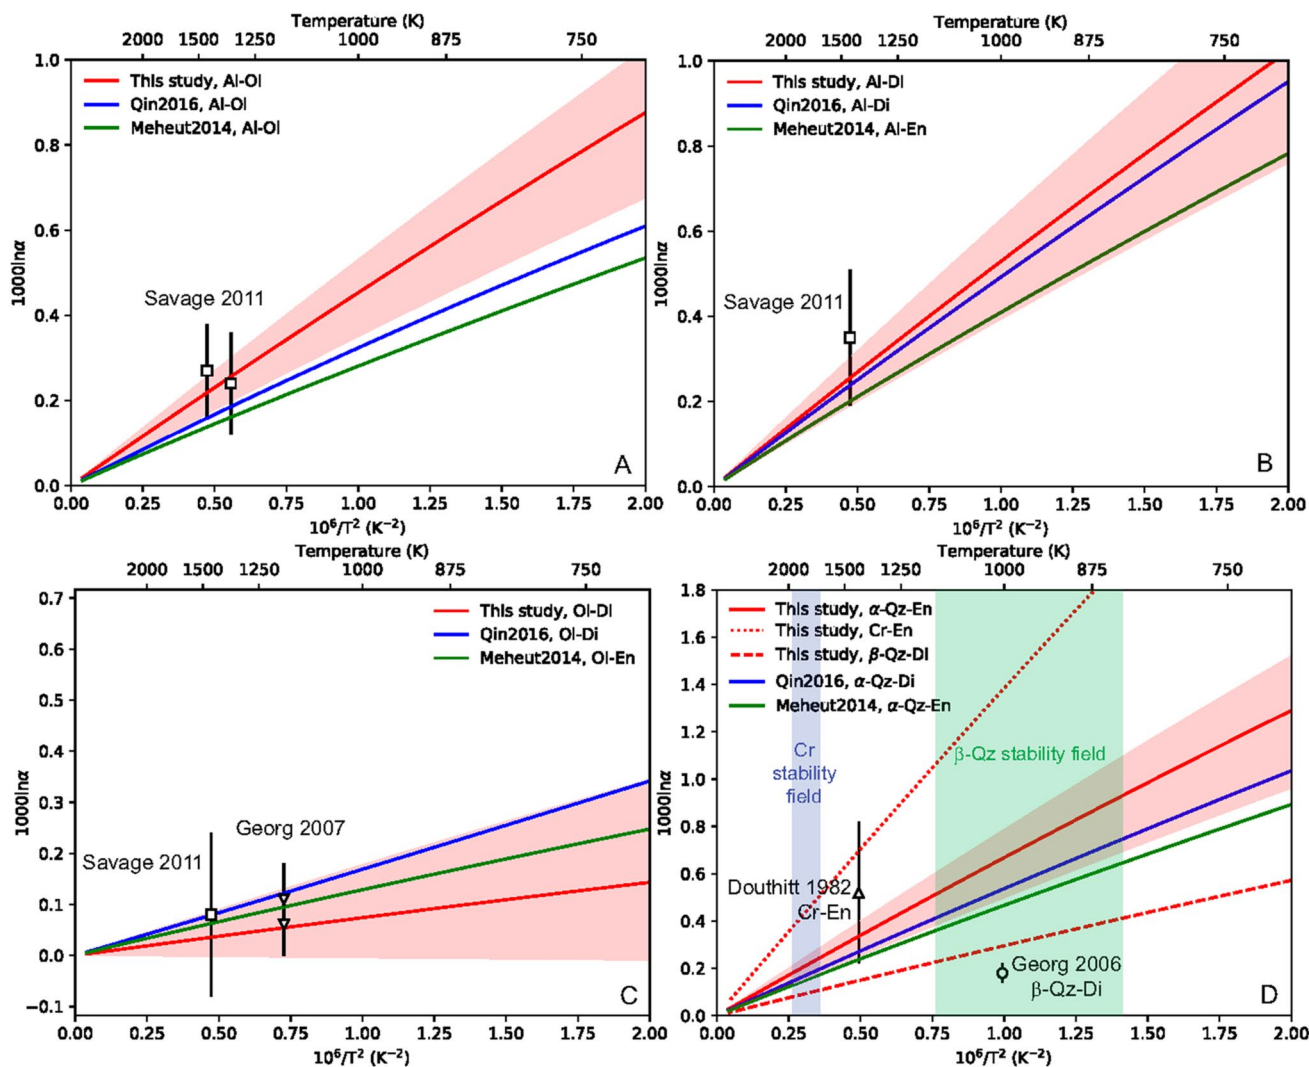 Temperature (K)
2000 1500 1250 1000 875 750
1.0
0.8
0.6
0.4
0.2
0.0
1000lnα
This study, Al-Ol
Qin2016, Al-Ol
Meheut2014, Al-Ol
Savage 2011
A
0.00 0.25 0.50 0.75 1.00 1.25 1.50 1.75 2.00
10⁶/T² (K⁻²)
Temperature (K)
2000 1500 1250 1000 875 750
1.0
0.8
0.6
0.4
0.2
0.0
1000lnα
This study, Al-Di
Qin2016, Al-Di
Meheut2014, Al-En
Savage 2011
B
0.00 0.25 0.50 0.75 1.00 1.25 1.50 1.75 2.00
10⁶/T² (K⁻²)
Temperature (K)
2000 1500 1250 1000 875 750
0.7
0.6
0.5
0.4
0.3
0.2
0.1
0.0
−0.1
1000lnα
This study, Ol-Di
Qin2016, Ol-Di
Meheut2014, Ol-En
Georg 2007
Savage 2011
C
0.00 0.25 0.50 0.75 1.00 1.25 1.50 1.75 2.00
10⁶/T² (K⁻²)
Temperature (K)
2000 1500 1250 1000 875 750
1.8
1.6
1.4
1.2
1.0
0.8
0.6
0.4
0.2
0.0
1000lnα
This study, α-Qz-En
This study, Cr-En
This study, β-Qz-Di
Qin2016, α-Qz-Di
Meheut2014, α-Qz-En
Cr
stability
field
β-Qz stability field
Douthitt 1982
Cr-En
Georg 2006
β-Qz-Di
D
0.00 0.25 0.50 0.75 1.00 1.25 1.50 1.75 2.00
10⁶/T² (K⁻²)